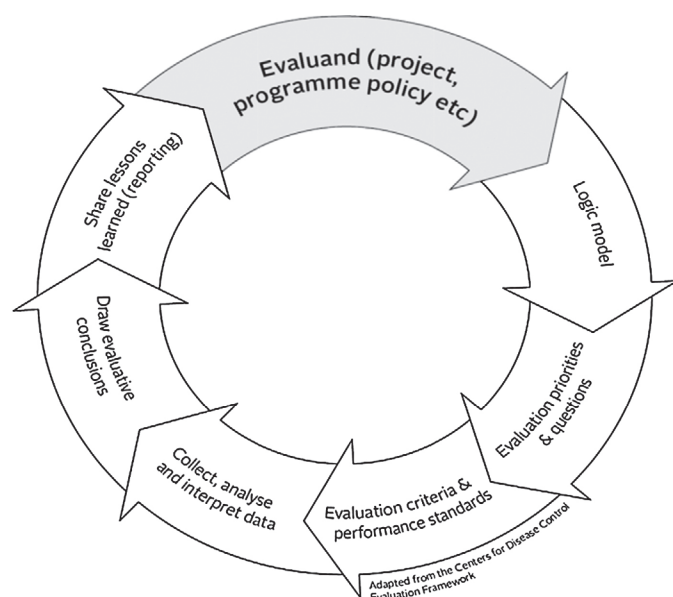 Evaluand (project,
programme policy etc)
Logic model
Evaluation priorities
& questions
Evaluation criteria &
performance standards
Collect, analyse
and interpret data
Draw evaluative
conclusions
Share lessons
learned (reporting)
Adapted from the Centers for Disease Control
Evaluation Framework